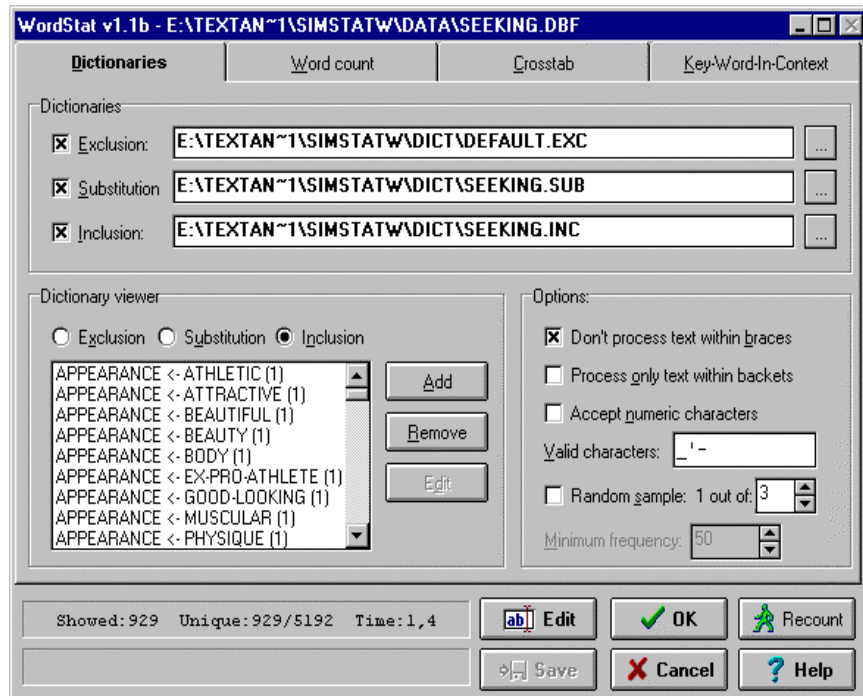 WordStat v1.1b - E:\TEXTAN~1\SIMSTATW\DATA\SEEKING.DBF
Dictionaries Word count Crosstab Key-Word-In-Context
Dictionaries
Exclusion: E:\TEXTAN~1\SIMSTATW\DICT\DEFAULT.EXC ...
Substitution E:\TEXTAN~1\SIMSTATW\DICT\SEEKING.SUB ...
Inclusion: E:\TEXTAN~1\SIMSTATW\DICT\SEEKING.INC ...
Dictionary viewer
Exclusion Substitution Inclusion
APPEARANCE <- ATHLETIC (1)
APPEARANCE <- ATTRACTIVE (1)
APPEARANCE <- BEAUTIFUL (1)
APPEARANCE <- BEAUTY (1)
APPEARANCE <- BODY (1)
APPEARANCE <- EX-PRO-ATHLETE (1)
APPEARANCE <- GOOD-LOOKING (1)
APPEARANCE <- MUSCULAR (1)
APPEARANCE <- PHYSIQUE (1)
Add
Remove
Edit
Options:
Don't process text within braces
Process only text within backets
Accept numeric characters
Valid characters: _'-
Random sample: 1 out of: 3
Minimum frequency: 50
Showed:929 Unique:929/5192 Time:1,4
ab Edit OK Recount
Save Cancel ? Help